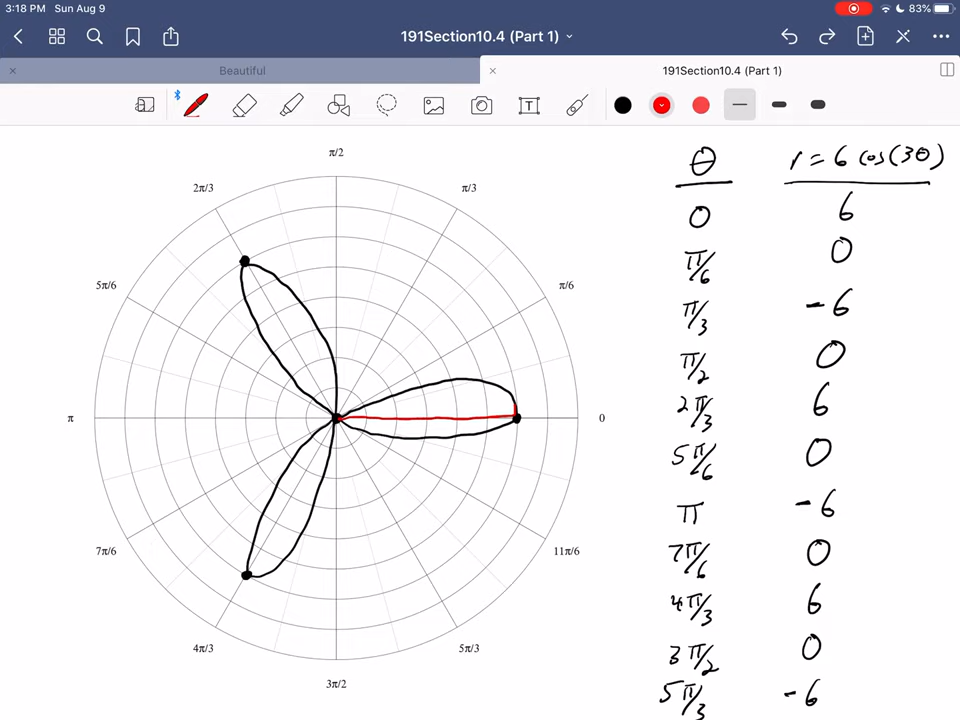 3:18 PM Sun Aug 9 83%
191Section10.4 (Part 1)
Beautiful
191Section10.4 (Part 1)
T
π/2
2π/3 π/3
5π/6 π/6
π 0
7π/6 11π/6
4π/3 5π/3
3π/2
θ r = 6 cos(3θ)
0 6
π/6 0
π/3 -6
π/2 0
2π/3 6
5π/6 0
π -6
7π/6 0
4π/3 6
3π/2 0
5π/3 -6